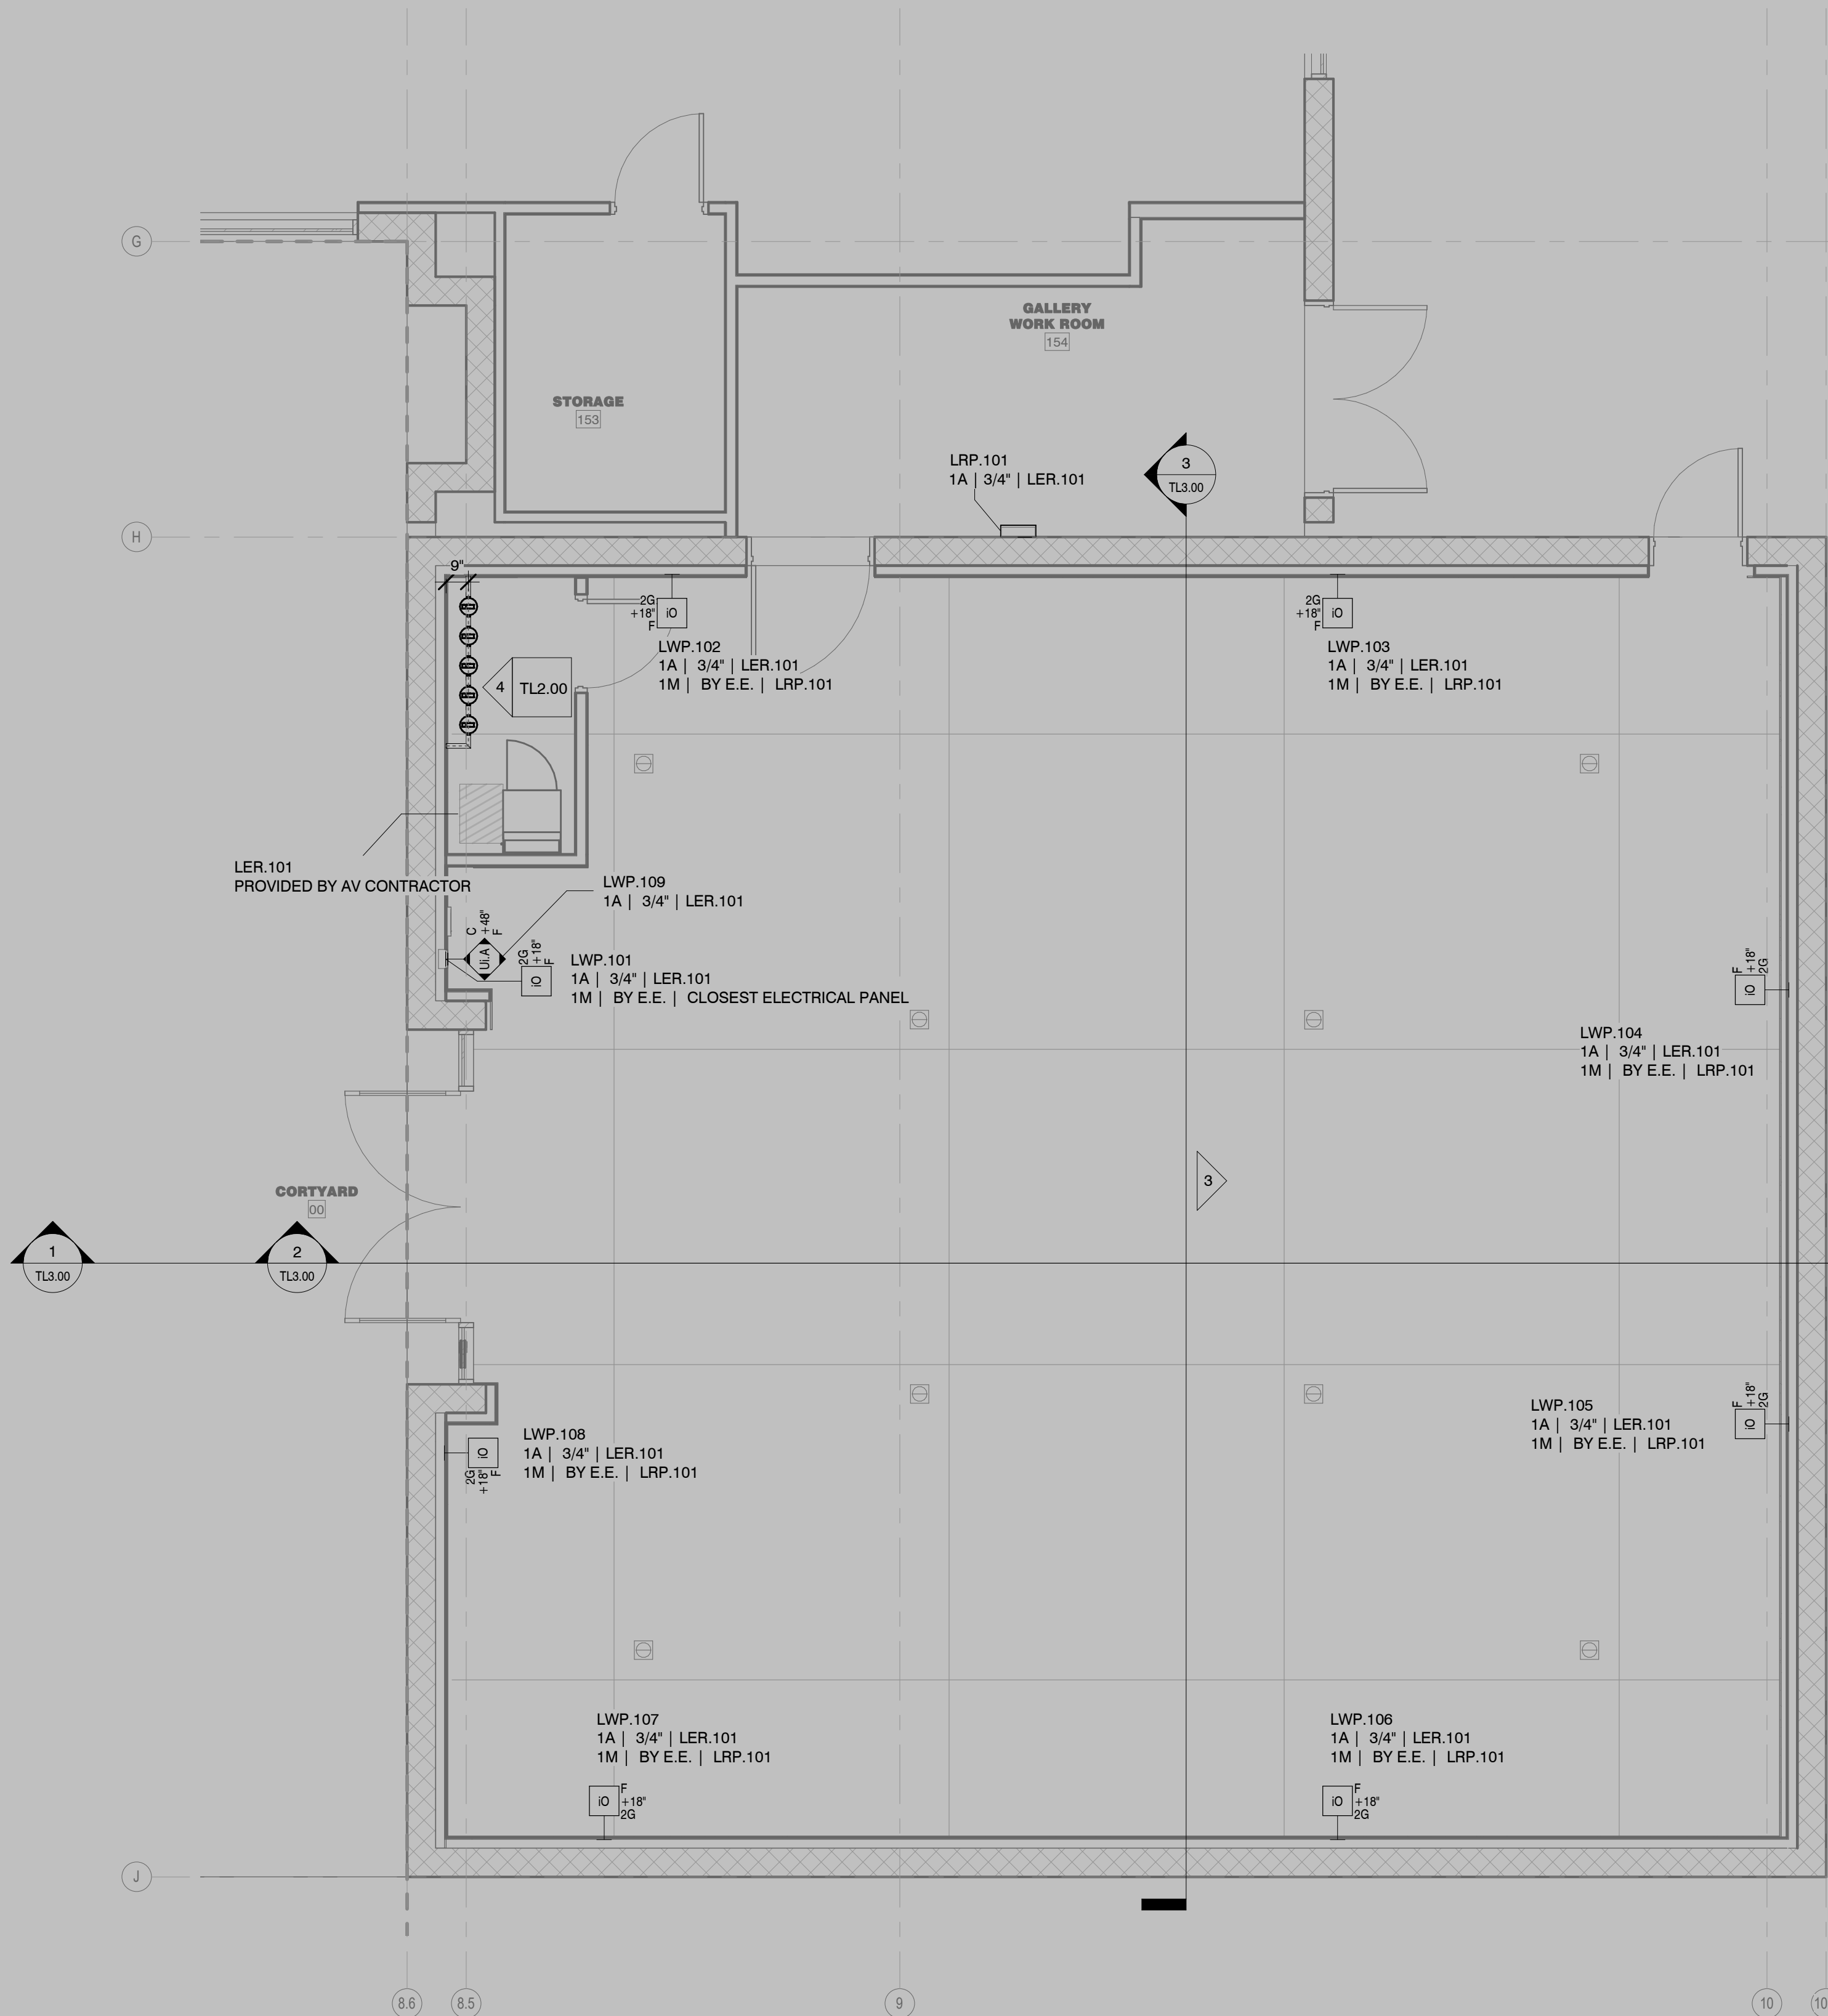 G
GALLERY
WORK ROOM
154
STORAGE
153
LRP.101
1A | 3/4" | LER.101
3
TL3.00
H
9"
2G
+18"
F
iO
LWP.102
1A | 3/4" | LER.101
1M | BY E.E. | LRP.101
2G
+18"
F
iO
LWP.103
1A | 3/4" | LER.101
1M | BY E.E. | LRP.101
4
TL2.00
LER.101
PROVIDED BY AV CONTRACTOR
LWP.109
1A | 3/4" | LER.101
C
+48"
F
Ui.A
2G
+18"
F
iO
LWP.101
1A | 3/4" | LER.101
1M | BY E.E. | CLOSEST ELECTRICAL PANEL
F
+18"
2G
iO
LWP.104
1A | 3/4" | LER.101
1M | BY E.E. | LRP.101
3
CORTYARD
00
1
TL3.00
2
TL3.00
F
+18"
2G
iO
LWP.105
1A | 3/4" | LER.101
1M | BY E.E. | LRP.101
LWP.108
1A | 3/4" | LER.101
1M | BY E.E. | LRP.101
iO
2G
+18"
F
LWP.107
1A | 3/4" | LER.101
1M | BY E.E. | LRP.101
iO
F
+18"
2G
LWP.106
1A | 3/4" | LER.101
1M | BY E.E. | LRP.101
iO
F
+18"
2G
J
8.6
8.5
9
10